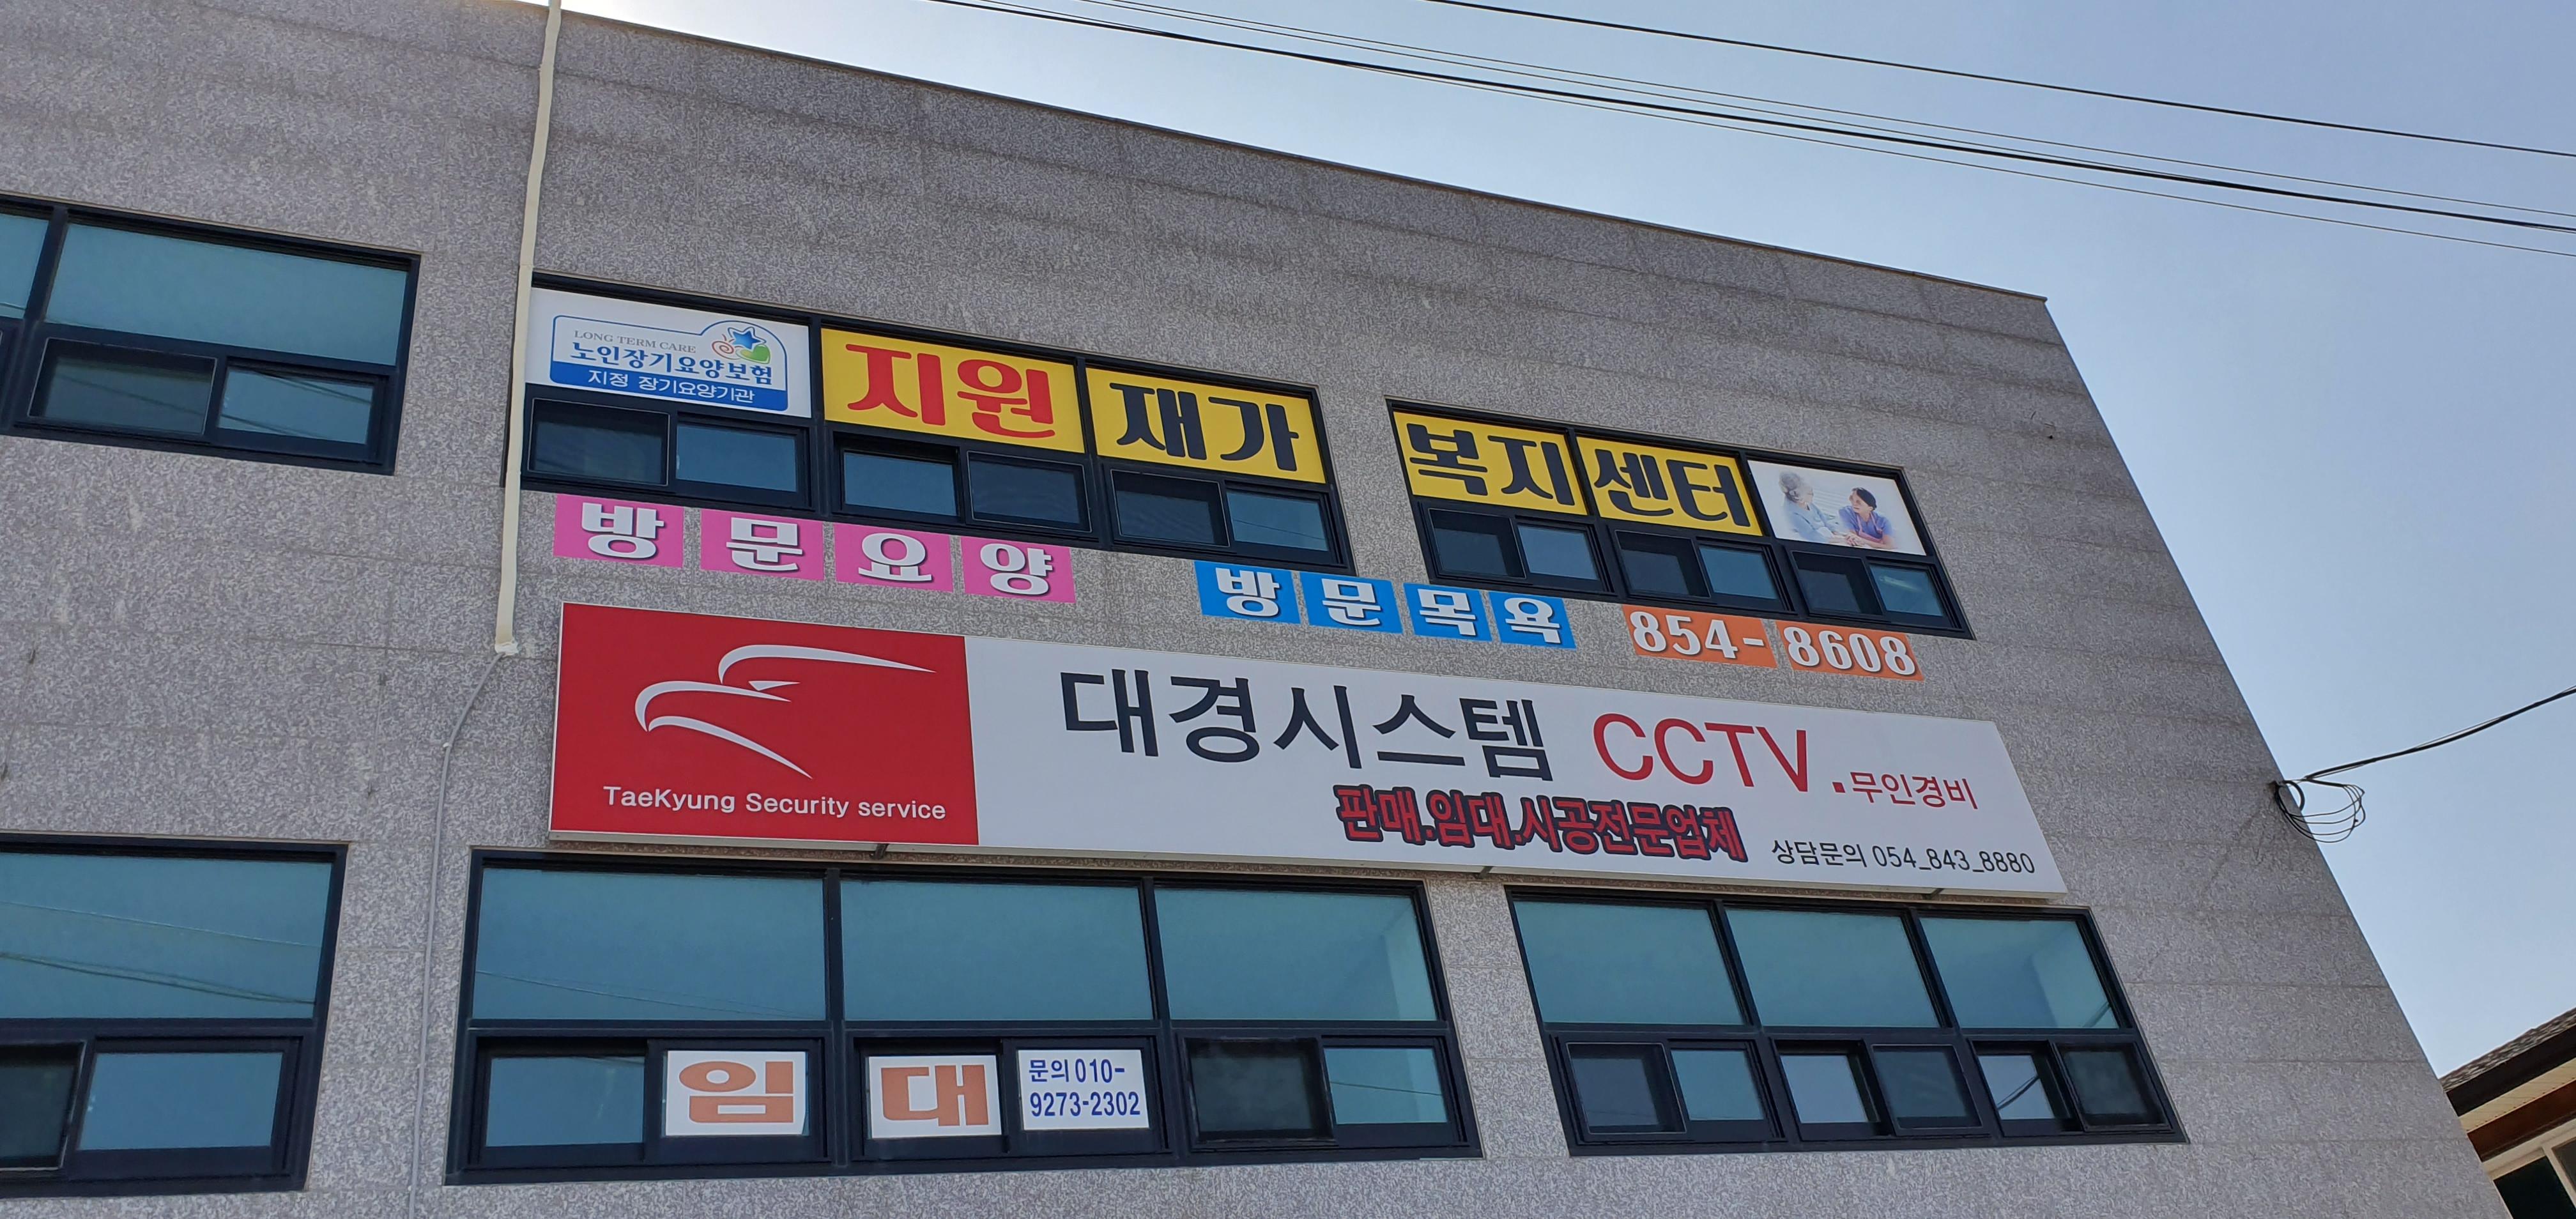 LONG TERM CARE
노인장기요양보험
지정 장기요양기관
지원 재가 복지센터
방문요양 방문목욕 854-8608
TaeKyung Security service
대경시스템 CCTV.무인경비
판매.임대.시공전문업체
상담문의 054_843_8880
임대
문의 010-
9273-2302